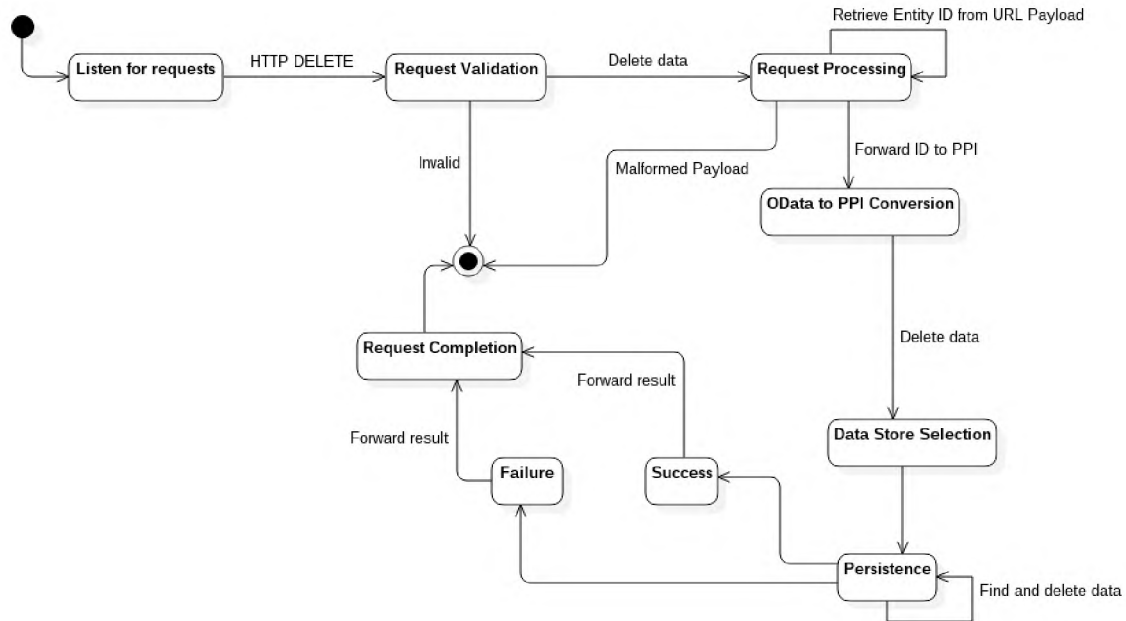 Retrieve Entity ID from URL Payload
Listen for requests
HTTP DELETE
Request Validation
Delete data
Request Processing
Invalid
Malformed Payload
Forward ID to PPI
OData to PPI Conversion
Request Completion
Delete data
Forward result
Data Store Selection
Forward result
Failure
Success
Persistence
Find and delete data